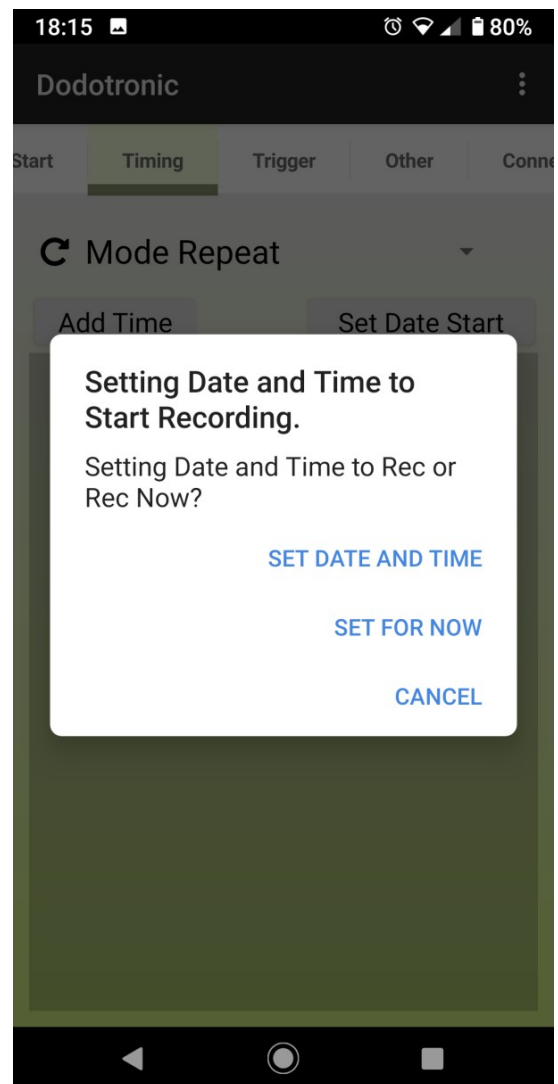 18:15 80%
Dodotronic
Start Timing Trigger Other Conne
Mode Repeat
Add Time Set Date Start
Setting Date and Time to
Start Recording.
Setting Date and Time to Rec or
Rec Now?
SET DATE AND TIME
SET FOR NOW
CANCEL